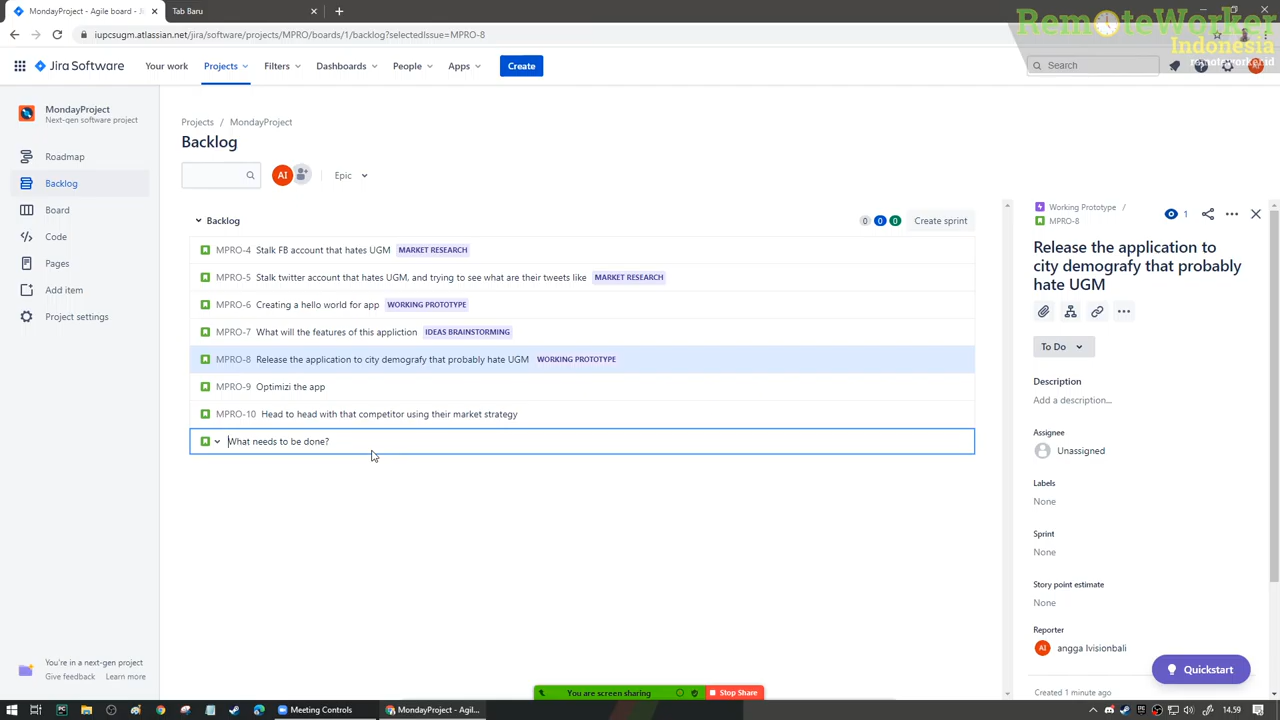 MondayProject - Agile board - J
Tab Baru
RemoteWorker
Indonesia
remoteworker.id
iupcsugm.atlassian.net/jira/software/projects/MPRO/boards/1/backlog?selectedIssue=MPRO-8
Jira Software
Your work
Projects
Filters
Dashboards
People
Apps
Create
Search
MondayProject
Next-gen software project
Roadmap
Backlog
Board
Code
Pages
Add item
Project settings
You're in a next-gen project
Give feedback
Learn more
Projects / MondayProject
Backlog
AI
Epic
Backlog
0 0 0
Create sprint
MPRO-4 Stalk FB account that hates UGM MARKET RESEARCH
MPRO-5 Stalk twitter account that hates UGM, and trying to see what are their tweets like MARKET RESEARCH
MPRO-6 Creating a hello world for app WORKING PROTOTYPE
MPRO-7 What will the features of this appliction IDEAS BRAINSTORMING
MPRO-8 Release the application to city demografy that probably hate UGM WORKING PROTOTYPE
MPRO-9 Optimizi the app
MPRO-10 Head to head with that competitor using their market strategy
What needs to be done?
Working Prototype /
MPRO-8
1
Release the application to
city demografy that probably
hate UGM
To Do
Description
Add a description...
Assignee
Unassigned
Labels
None
Sprint
None
Story point estimate
None
Reporter
AI angga Ivisionbali
Quickstart
Created 1 minute ago
You are screen sharing
Stop Share
Meeting Controls
MondayProject - Agil...
14.59